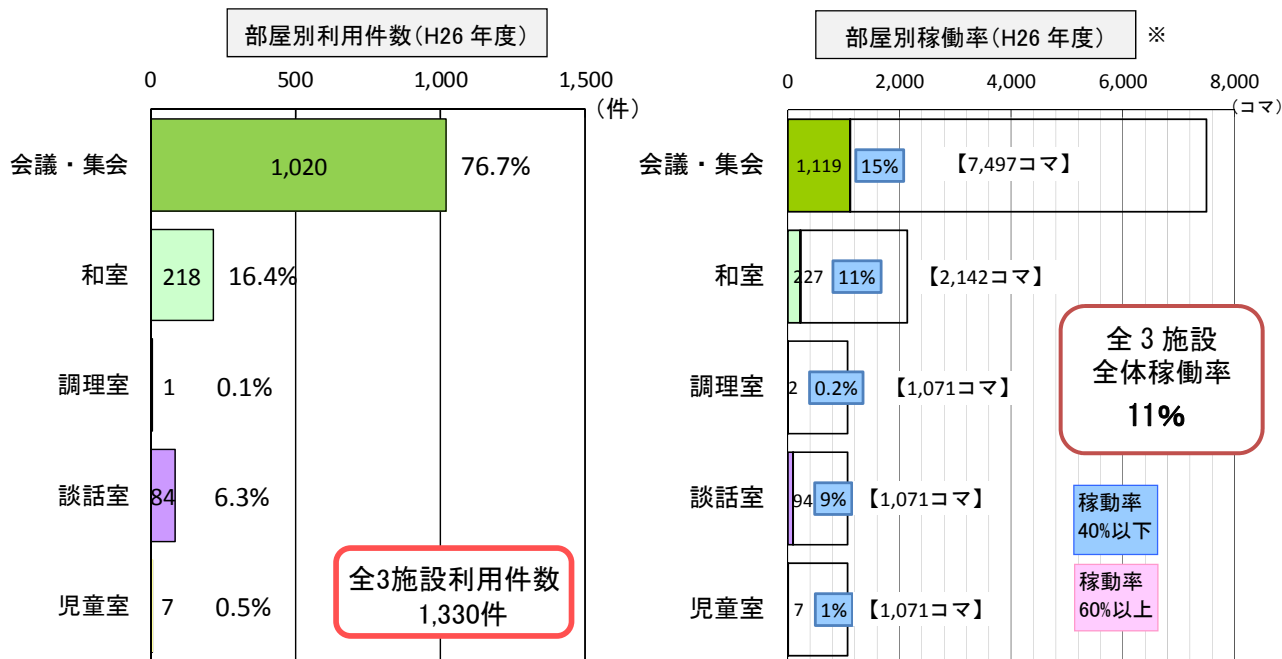 部屋別利用件数(H26 年度)
0 500 1,000 1,500
(件)
会議・集会 1,020 76.7%
和室 218 16.4%
調理室 1 0.1%
談話室 84 6.3%
児童室 7 0.5%
全3施設利用件数
1,330件
部屋別稼働率(H26 年度) ※
0 2,000 4,000 6,000 8,000
(コマ)
会議・集会 1,119 15% 【7,497コマ】
和室 227 11% 【2,142コマ】
調理室 2 0.2% 【1,071コマ】
談話室 94 9% 【1,071コマ】
児童室 7 1% 【1,071コマ】
全 3 施設
全体稼働率
11%
稼動率
40%以下
稼動率
60%以上